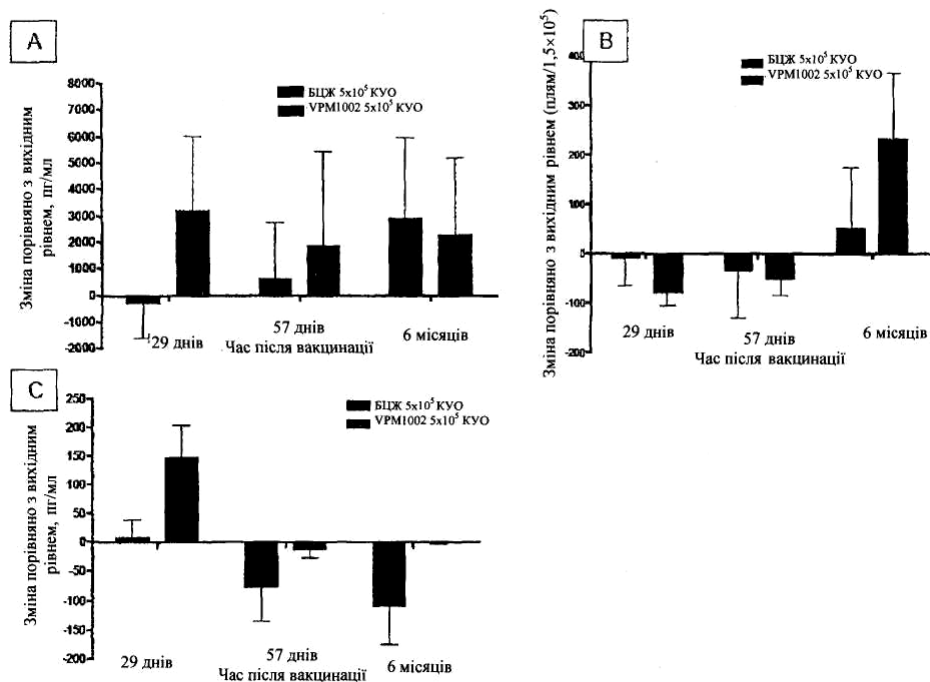 A
Зміна порівняно з вихідним
рівнем, пг/мл
8000
7000
6000
5000
4000
3000
2000
1000
0
-1000
-2000
БЦЖ 5x10⁵ КУО
VPM1002 5x10⁵ КУО
29 днів
57 днів
6 місяців
Час після вакцинації
B
Зміна порівняно з вихідним рівнем (плям/1,5×10⁵)
300
200
100
0
-100
-200
БЦЖ 5x10⁵ КУО
VPM1002 5x10⁵ КУО
29 днів
57 днів
6 місяців
Час після вакцинації
C
Зміна порівняно з вихідним
рівнем, пг/мл
250
200
150
100
50
0
-50
-100
-150
-200
БЦЖ 5x10⁵ КУО
VPM1002 5x10⁵ КУО
29 днів
57 днів
6 місяців
Час після вакцинації